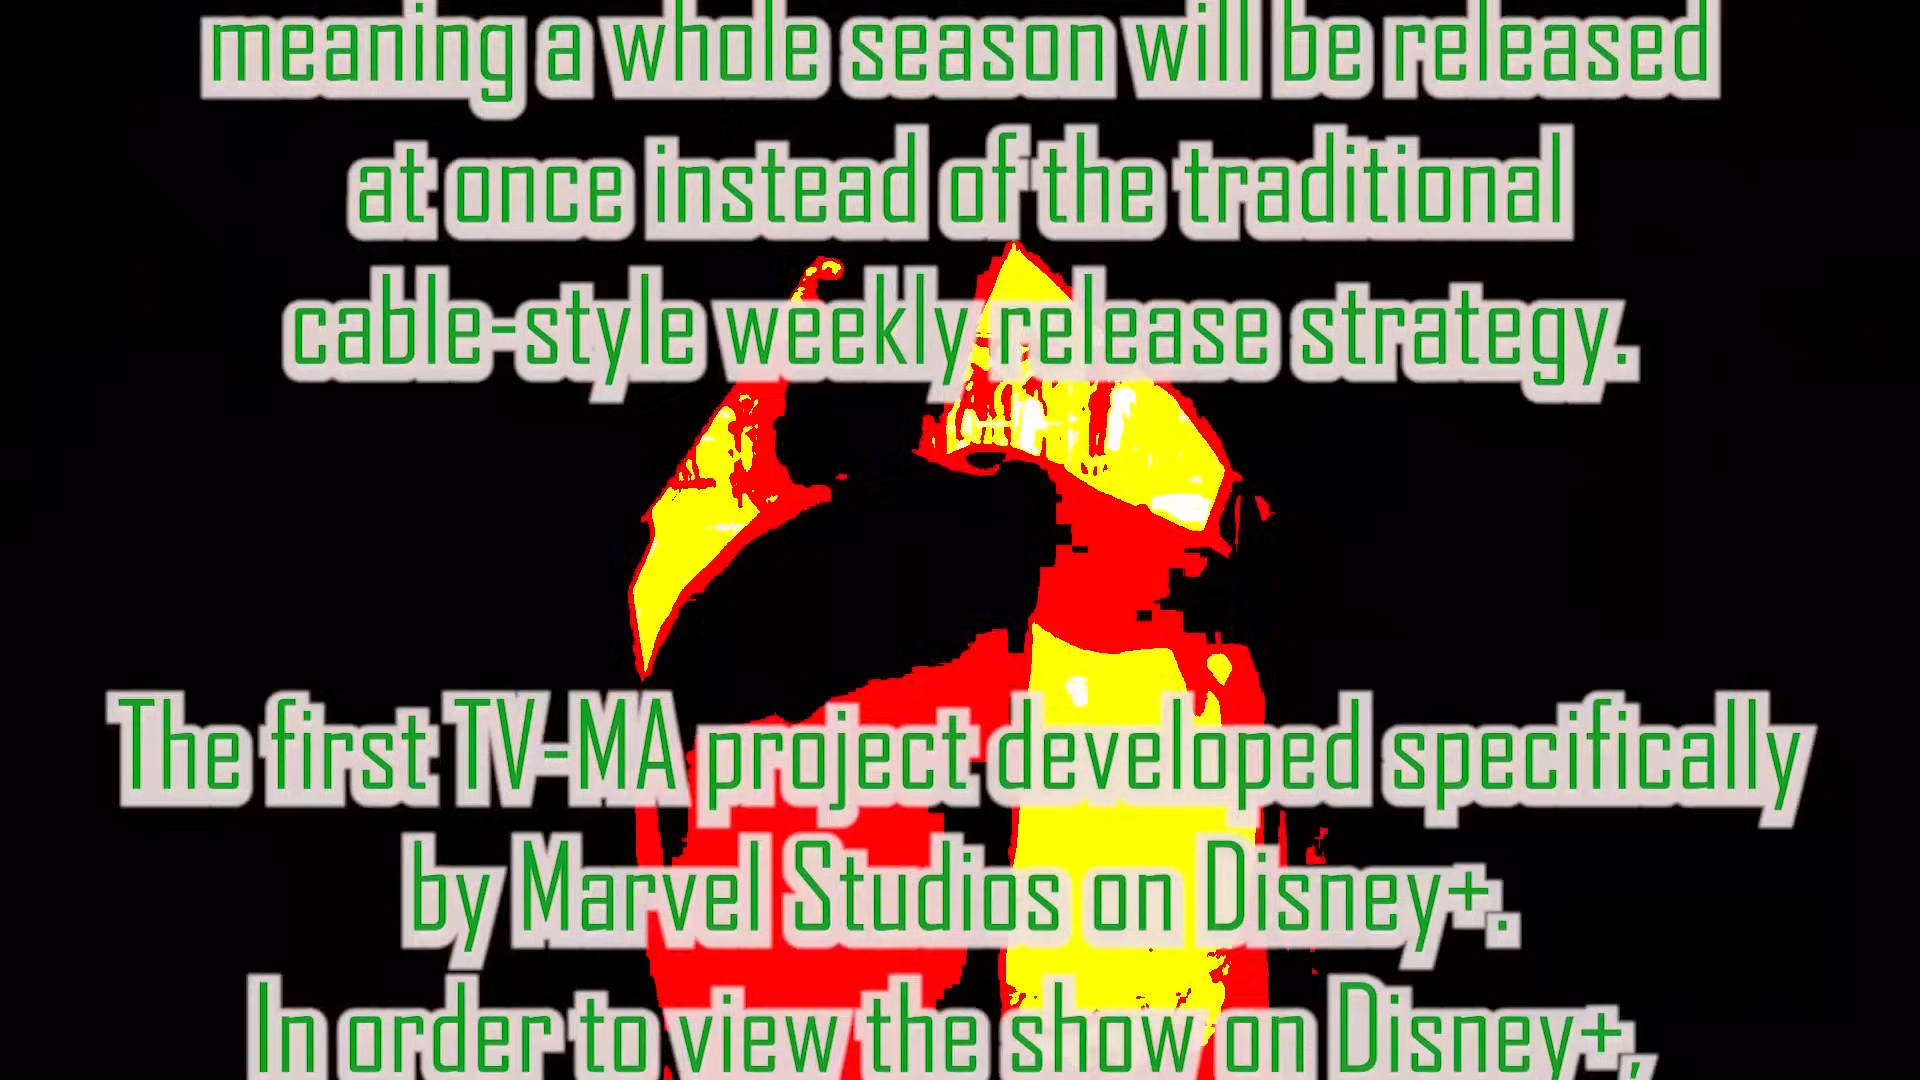 meaning a whole season will be released
at once instead of the traditional
cable-style weekly release strategy.
The first TV-MA project developed specifically
by Marvel Studios on Disney+.
In order to view the show on Disney+,